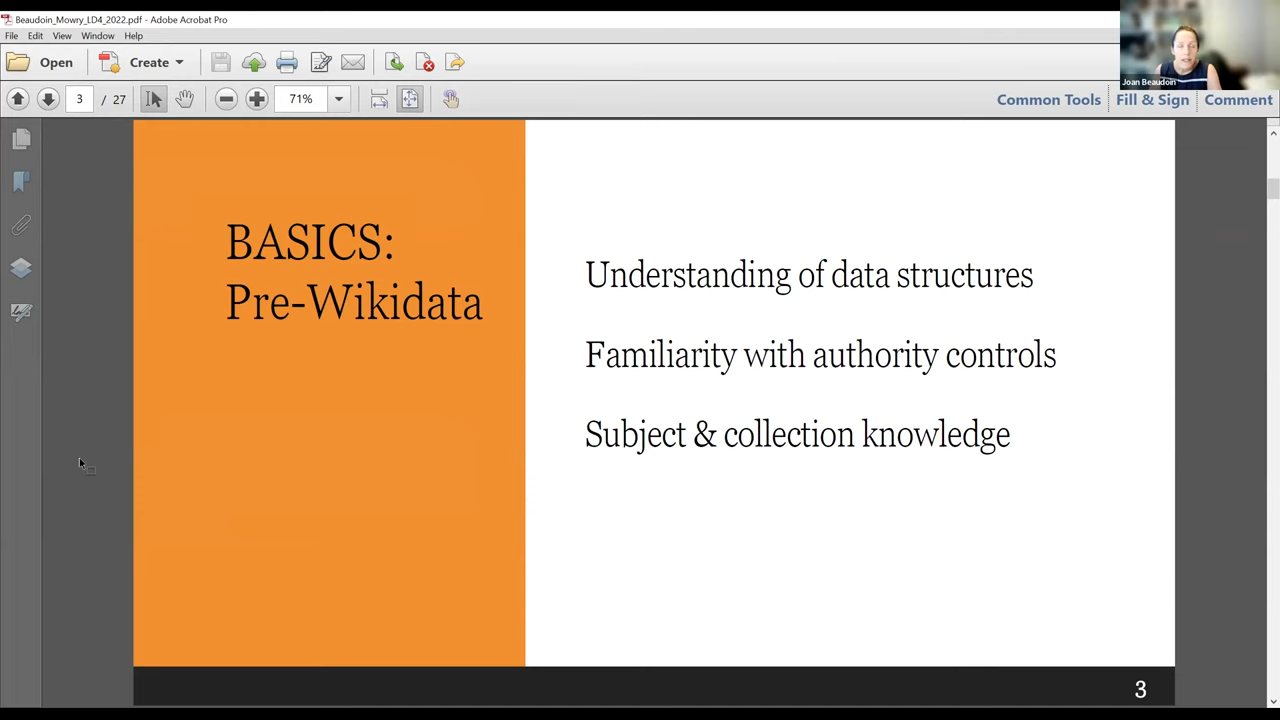 Beaudoin_Mowry_LD4_2022.pdf - Adobe Acrobat Pro
File Edit View Window Help
Open Create
3 / 27 71% Common Tools Fill & Sign Comment
Joan Beaudoin
BASICS:
Pre-Wikidata
Understanding of data structures
Familiarity with authority controls
Subject & collection knowledge
3